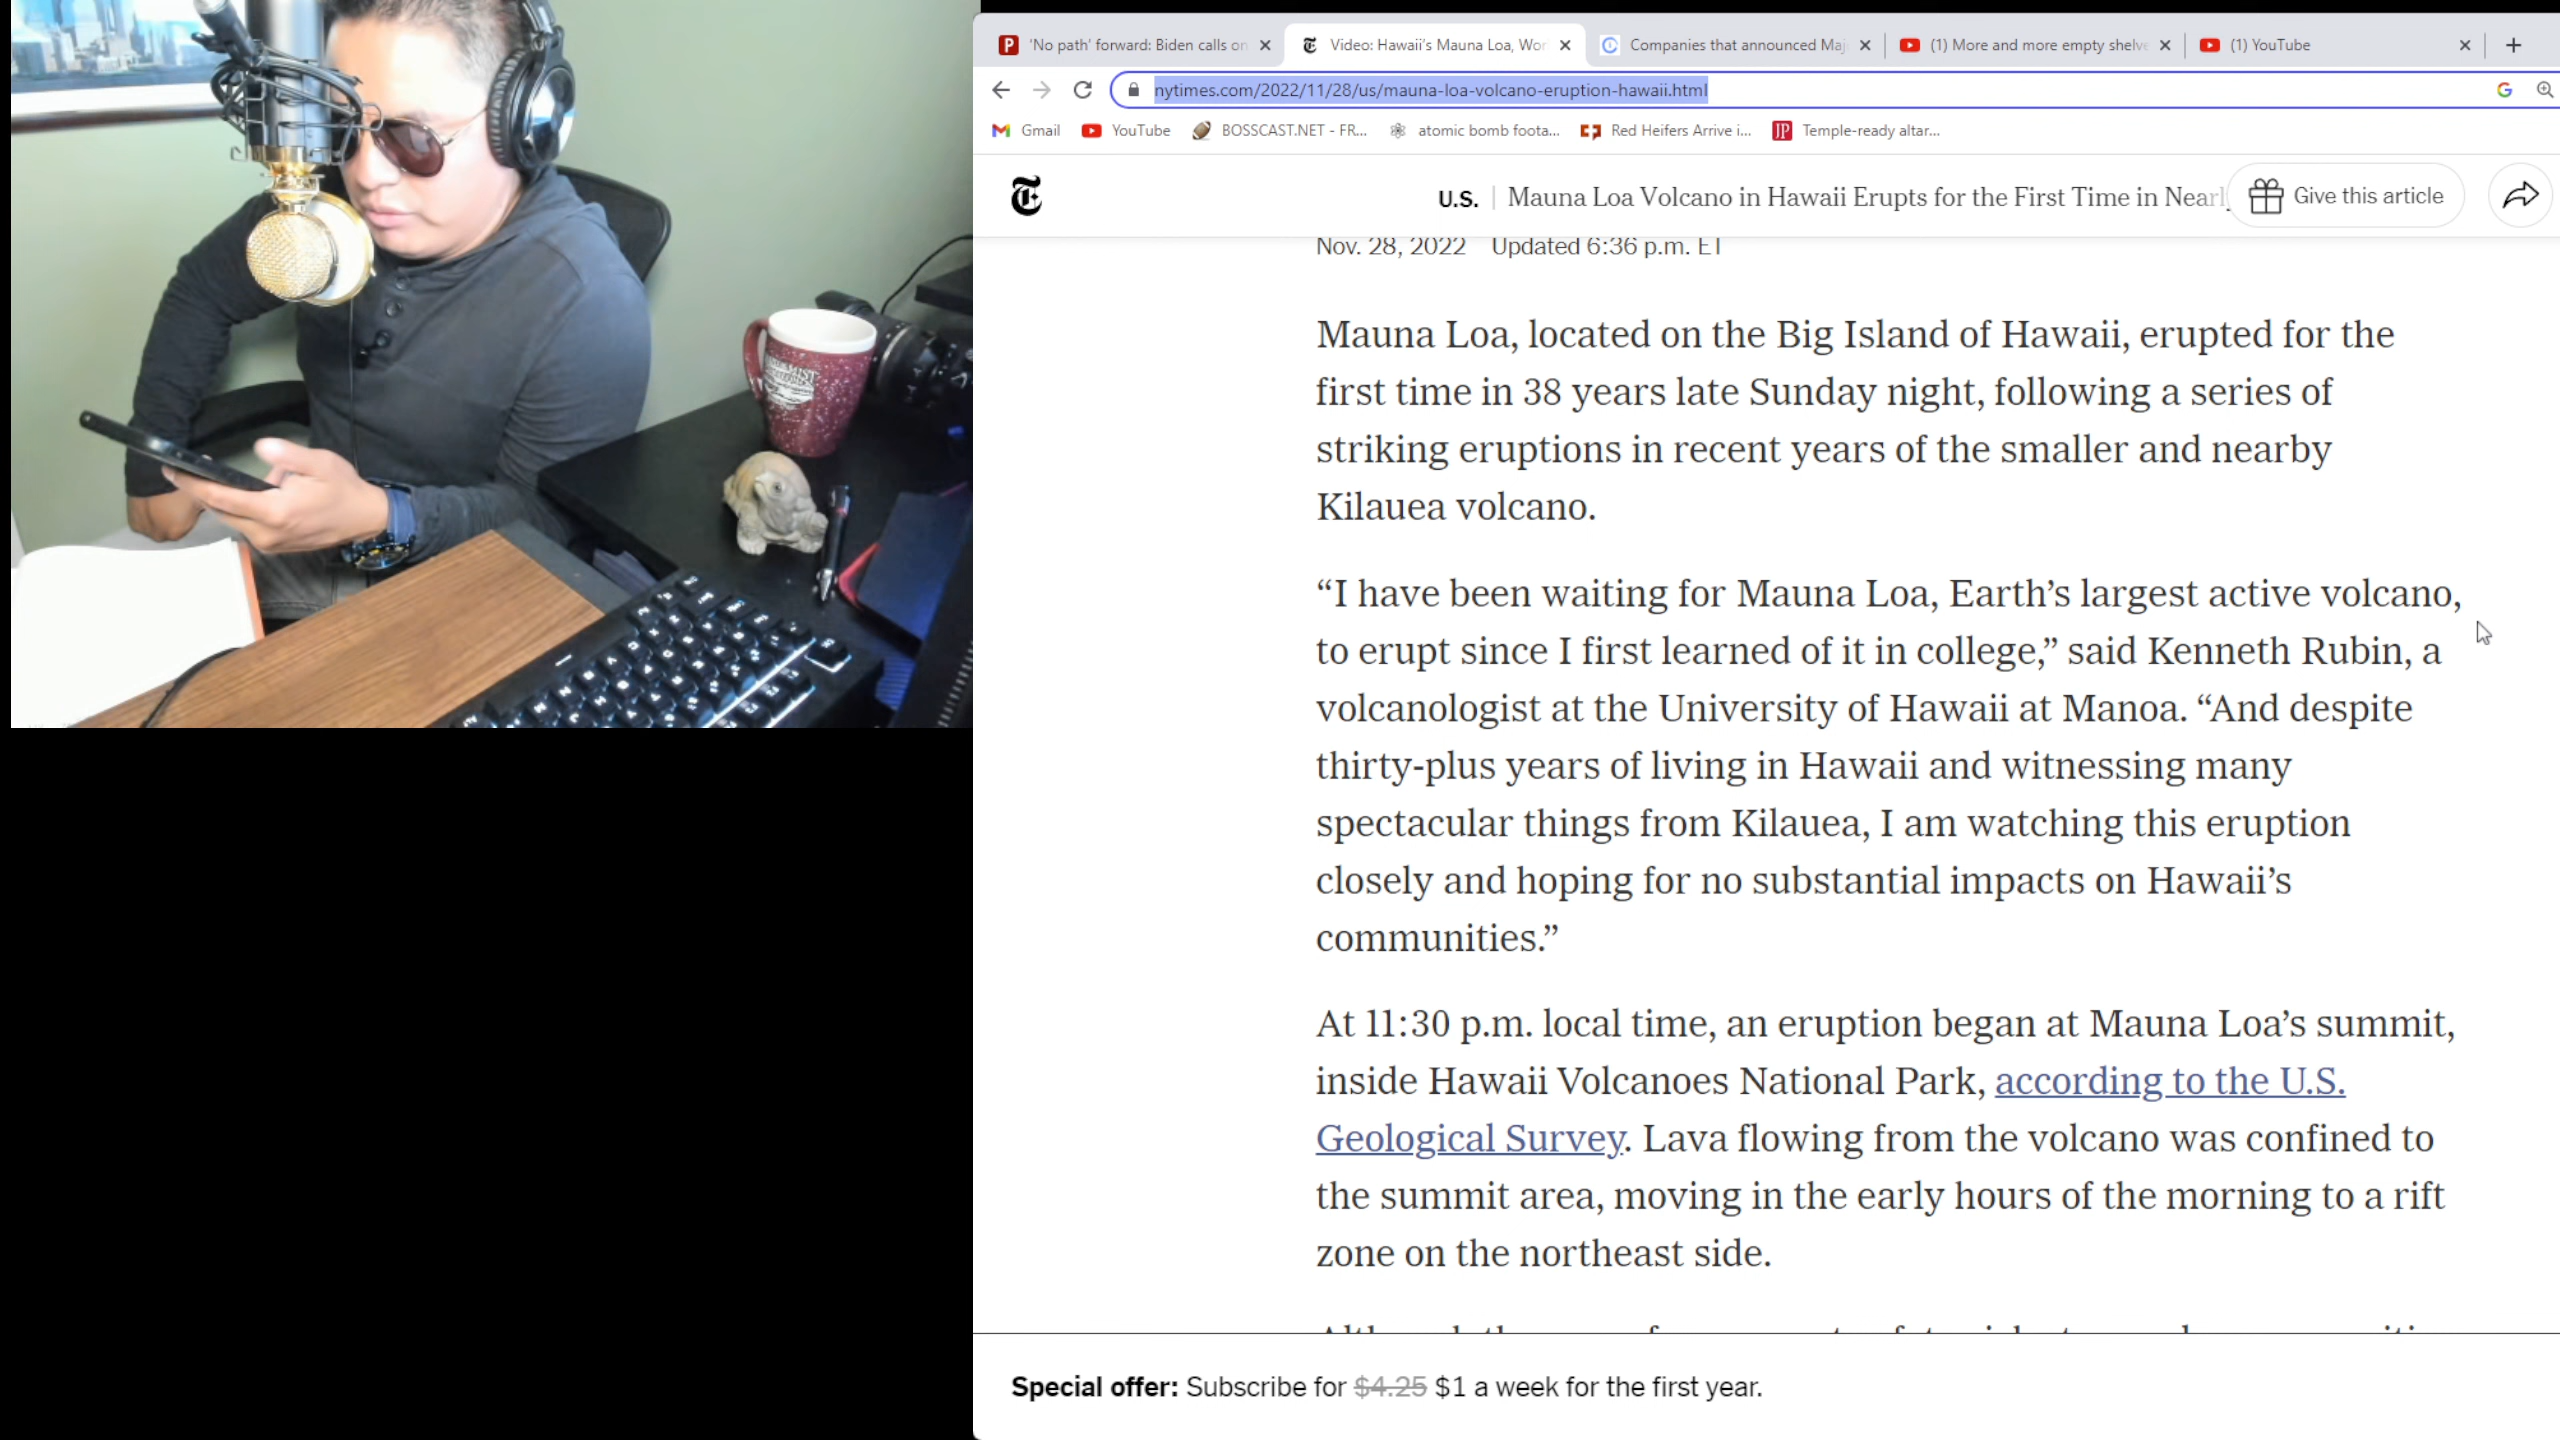 'No path' forward: Biden calls on
Video: Hawaii's Mauna Loa, Wor
Companies that announced Maj
(1) More and more empty shelve
(1) YouTube
nytimes.com/2022/11/28/us/mauna-loa-volcano-eruption-hawaii.html
Gmail
YouTube
BOSSCAST.NET - FR...
atomic bomb foota...
Red Heifers Arrive i...
JP
Temple-ready altar...
U.S. | Mauna Loa Volcano in Hawaii Erupts for the First Time in Nearl
Give this article
Nov. 28, 2022 Updated 6:36 p.m. ET
Mauna Loa, located on the Big Island of Hawaii, erupted for the
first time in 38 years late Sunday night, following a series of
striking eruptions in recent years of the smaller and nearby
Kilauea volcano.
“I have been waiting for Mauna Loa, Earth’s largest active volcano,
to erupt since I first learned of it in college,” said Kenneth Rubin, a
volcanologist at the University of Hawaii at Manoa. “And despite
thirty-plus years of living in Hawaii and witnessing many
spectacular things from Kilauea, I am watching this eruption
closely and hoping for no substantial impacts on Hawaii’s
communities.”
At 11:30 p.m. local time, an eruption began at Mauna Loa’s summit,
inside Hawaii Volcanoes National Park, according to the U.S.
Geological Survey. Lava flowing from the volcano was confined to
the summit area, moving in the early hours of the morning to a rift
zone on the northeast side.
Special offer: Subscribe for $4.25 $1 a week for the first year.